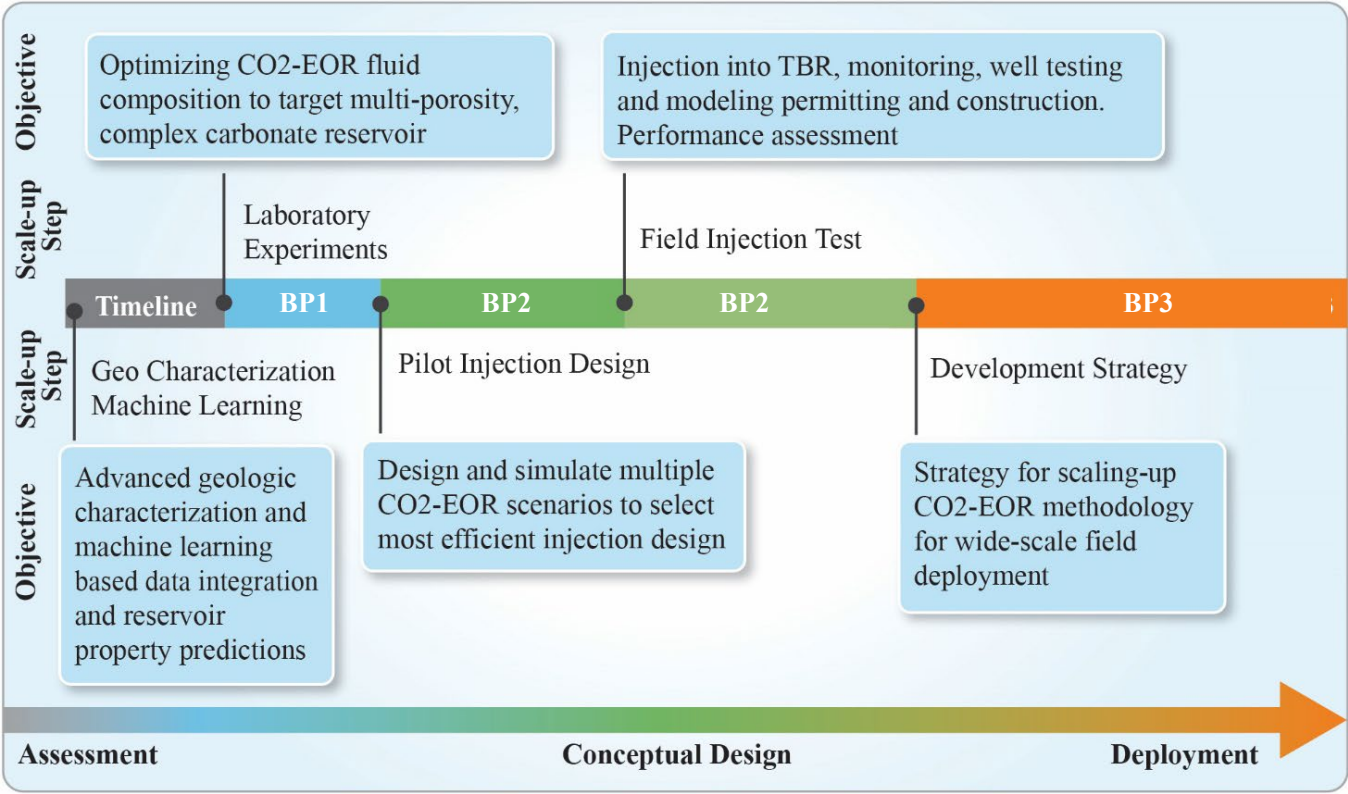 Objective
Optimizing CO2-EOR fluid
composition to target multi-porosity,
complex carbonate reservoir
Injection into TBR, monitoring, well testing
and modeling permitting and construction.
Performance assessment
Scale-up
Step
Laboratory
Experiments
Field Injection Test
Timeline
BP1
BP2
BP2
BP3
Scale-up
Step
Geo Characterization
Machine Learning
Pilot Injection Design
Development Strategy
Objective
Advanced geologic
characterization and
machine learning
based data integration
and reservoir
property predictions
Design and simulate multiple
CO2-EOR scenarios to select
most efficient injection design
Strategy for scaling-up
CO2-EOR methodology
for wide-scale field
deployment
Assessment
Conceptual Design
Deployment